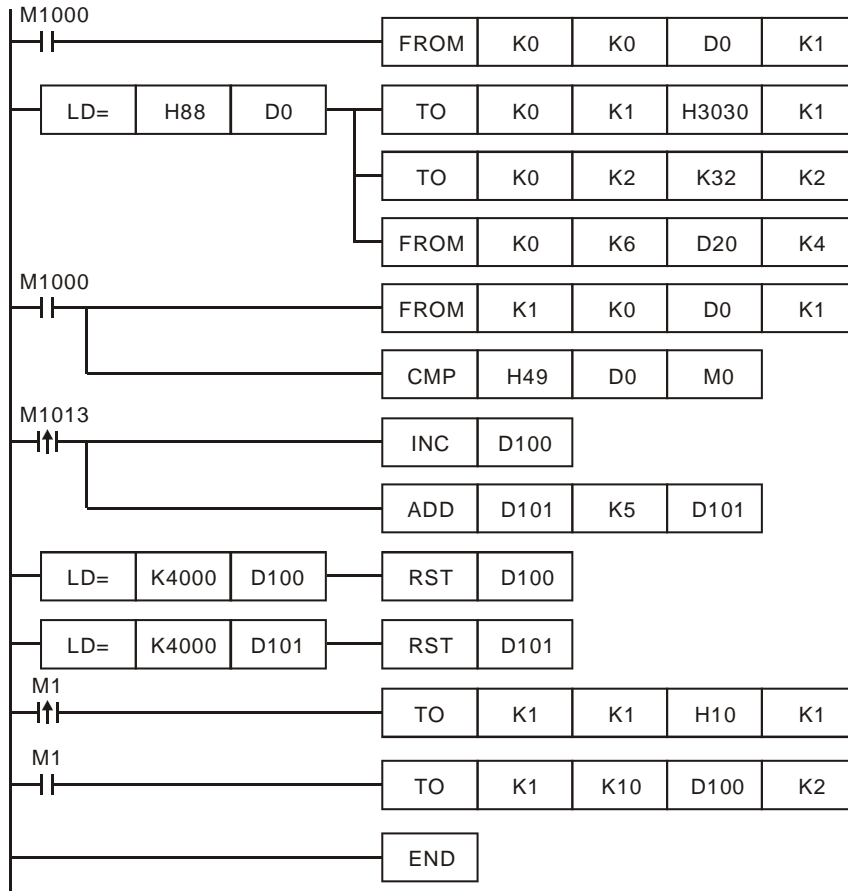 M1000
FROM K0 K0 D0 K1
LD= H88 D0 TO K0 K1 H3030 K1
TO K0 K2 K32 K2
FROM K0 K6 D20 K4
M1000
FROM K1 K0 D0 K1
CMP H49 D0 M0
M1013
INC D100
ADD D101 K5 D101
LD= K4000 D100 RST D100
LD= K4000 D101 RST D101
M1
TO K1 K1 H10 K1
M1
TO K1 K10 D100 K2
END